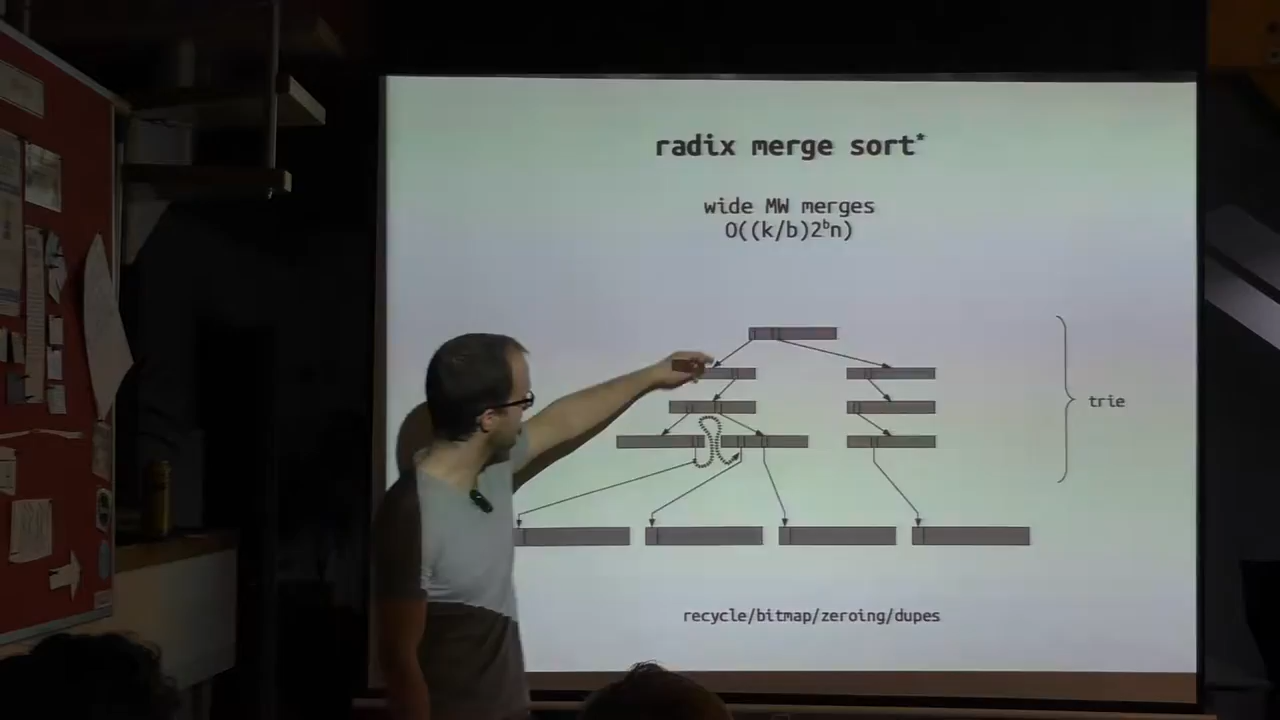 radix merge sort*
wide MW merges
O((k/b)2ᵇn)
trie
recycle/bitmap/zeroing/dupes